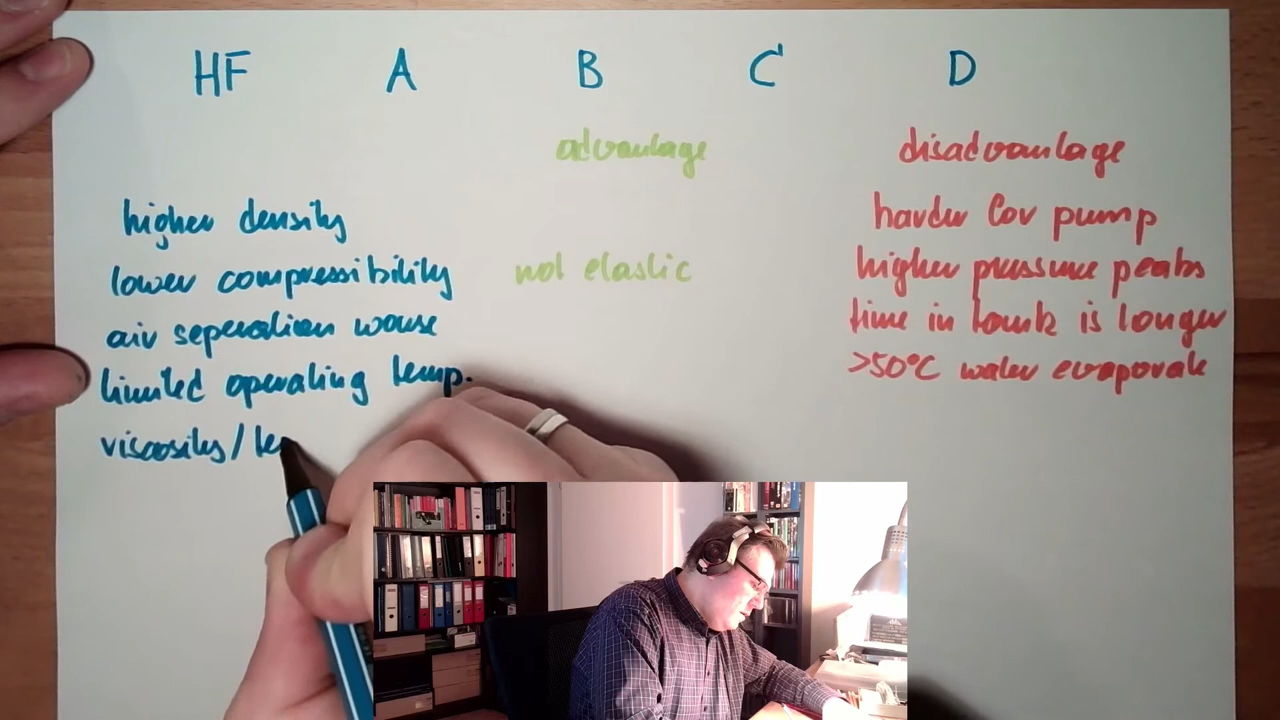 HF A B C D
advantage disadvantage
higher density harder for pump
lower compressibility not elastic higher pressure peaks
air seperation worse time in tank is longer
limited operating temp. >50°C water evaporate
viscosity/te